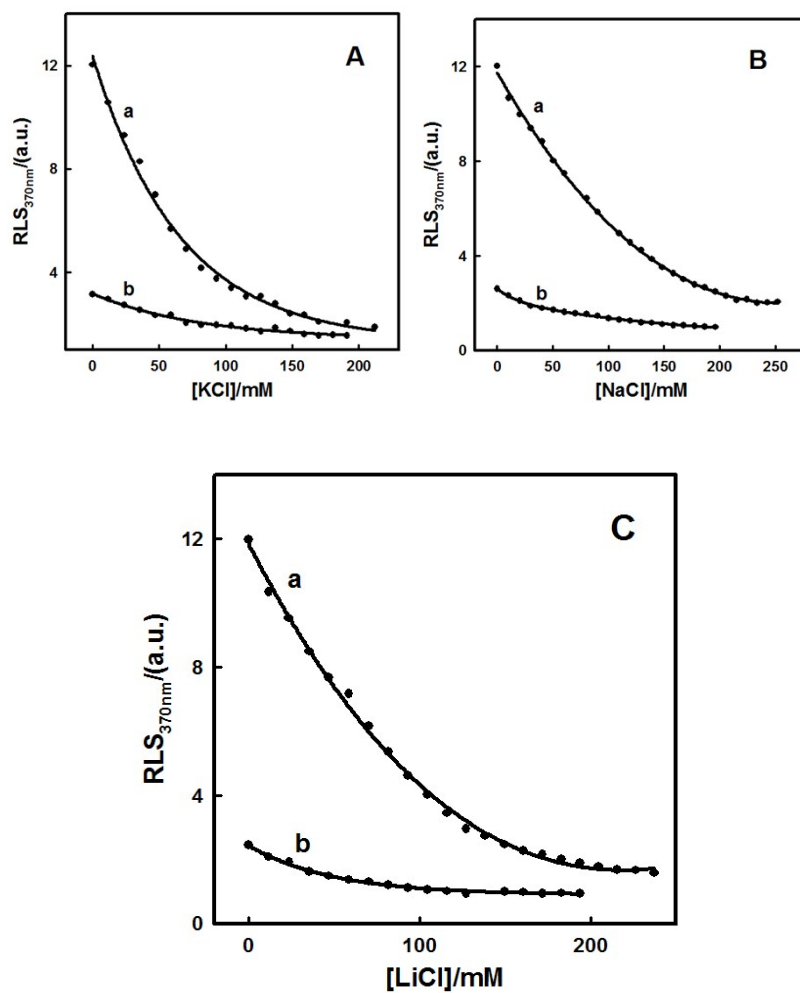 A
12
8
4
a
b
RLS370nm/(a.u.)
0 50 100 150 200
[KCl]/mM
B
12
8
4
0
a
b
RLS370nm/(a.u.)
0 50 100 150 200 250
[NaCl]/mM
C
12
8
4
0
a
b
RLS370nm/(a.u.)
0 100 200
[LiCl]/mM